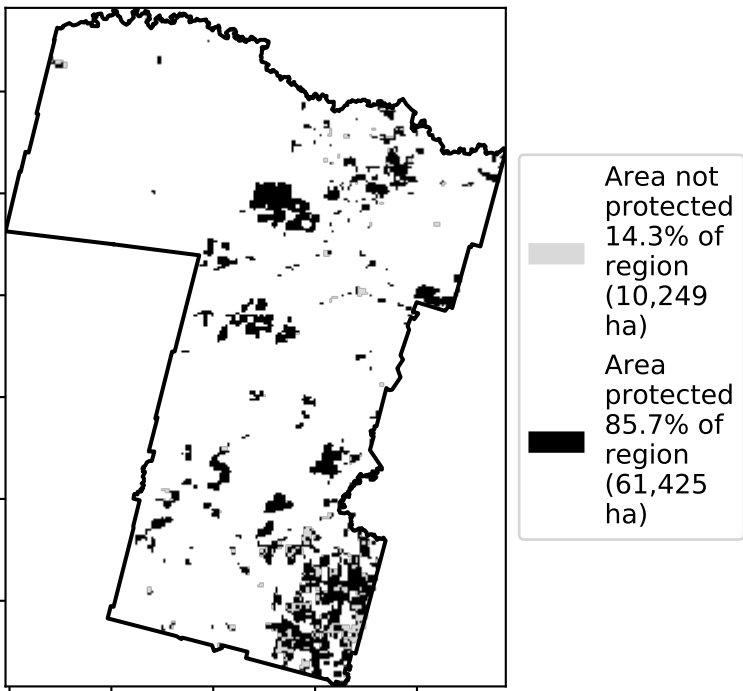 Area not
protected
14.3% of
region
(10,249
ha)
Area
protected
85.7% of
region
(61,425
ha)